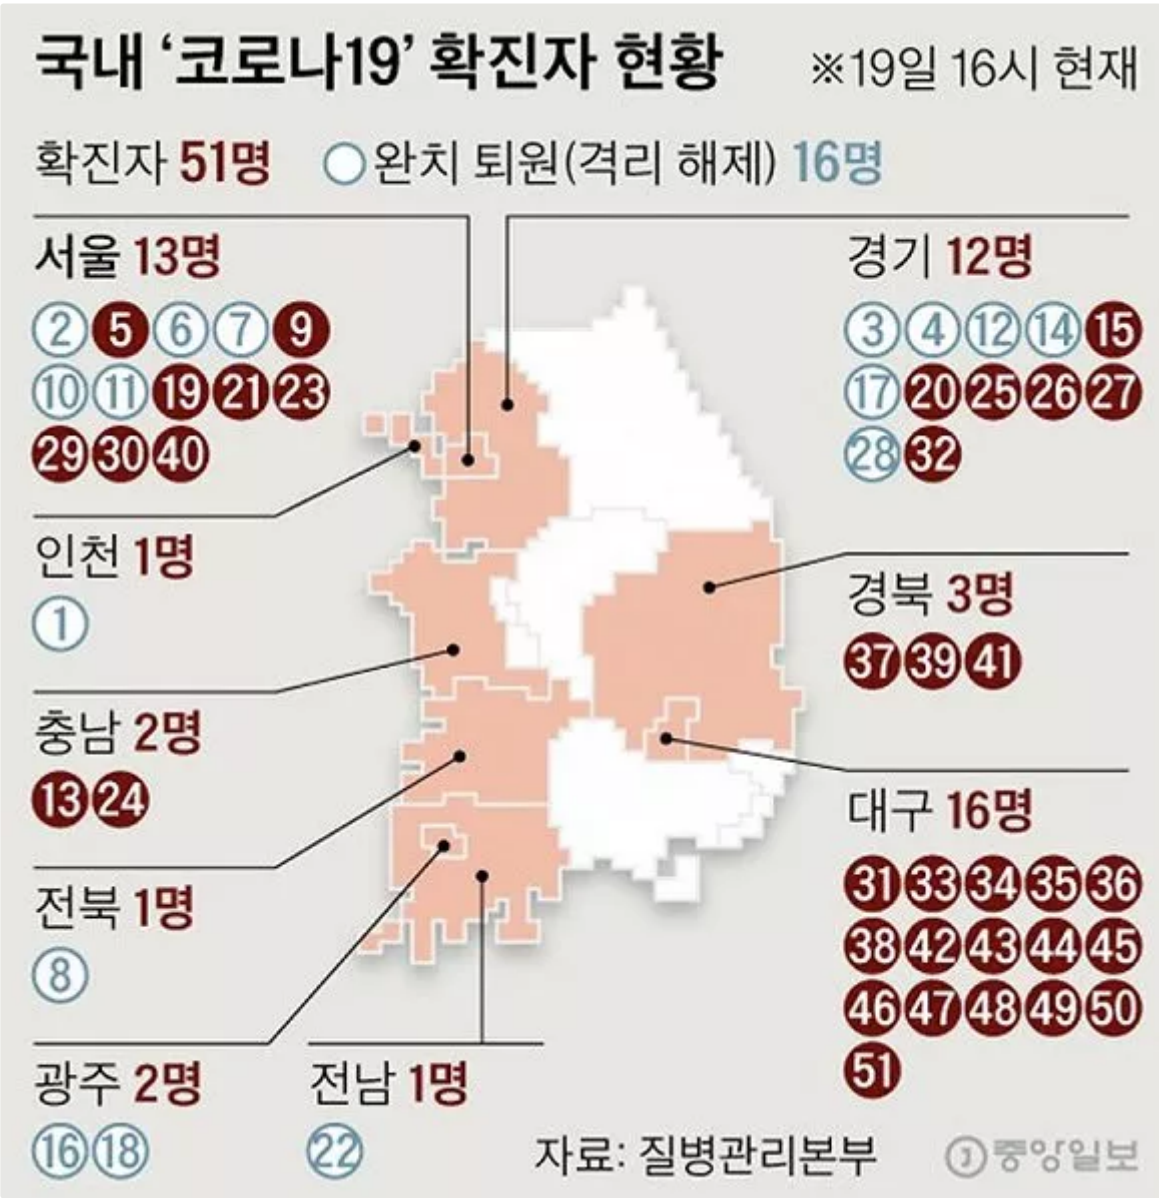 국내 ‘코로나19’ 확진자 현황 ※19일 16시 현재
확진자 51명 완치 퇴원(격리 해제) 16명
서울 13명
2 5 6 7 9
10 11 19 21 23
29 30 40
인천 1명
1
충남 2명
13 24
전북 1명
8
광주 2명
16 18
전남 1명
22
경기 12명
3 4 12 14 15
17 20 25 26 27
28 32
경북 3명
37 39 41
대구 16명
31 33 34 35 36
38 42 43 44 45
46 47 48 49 50
51
자료: 질병관리본부
J 중앙일보